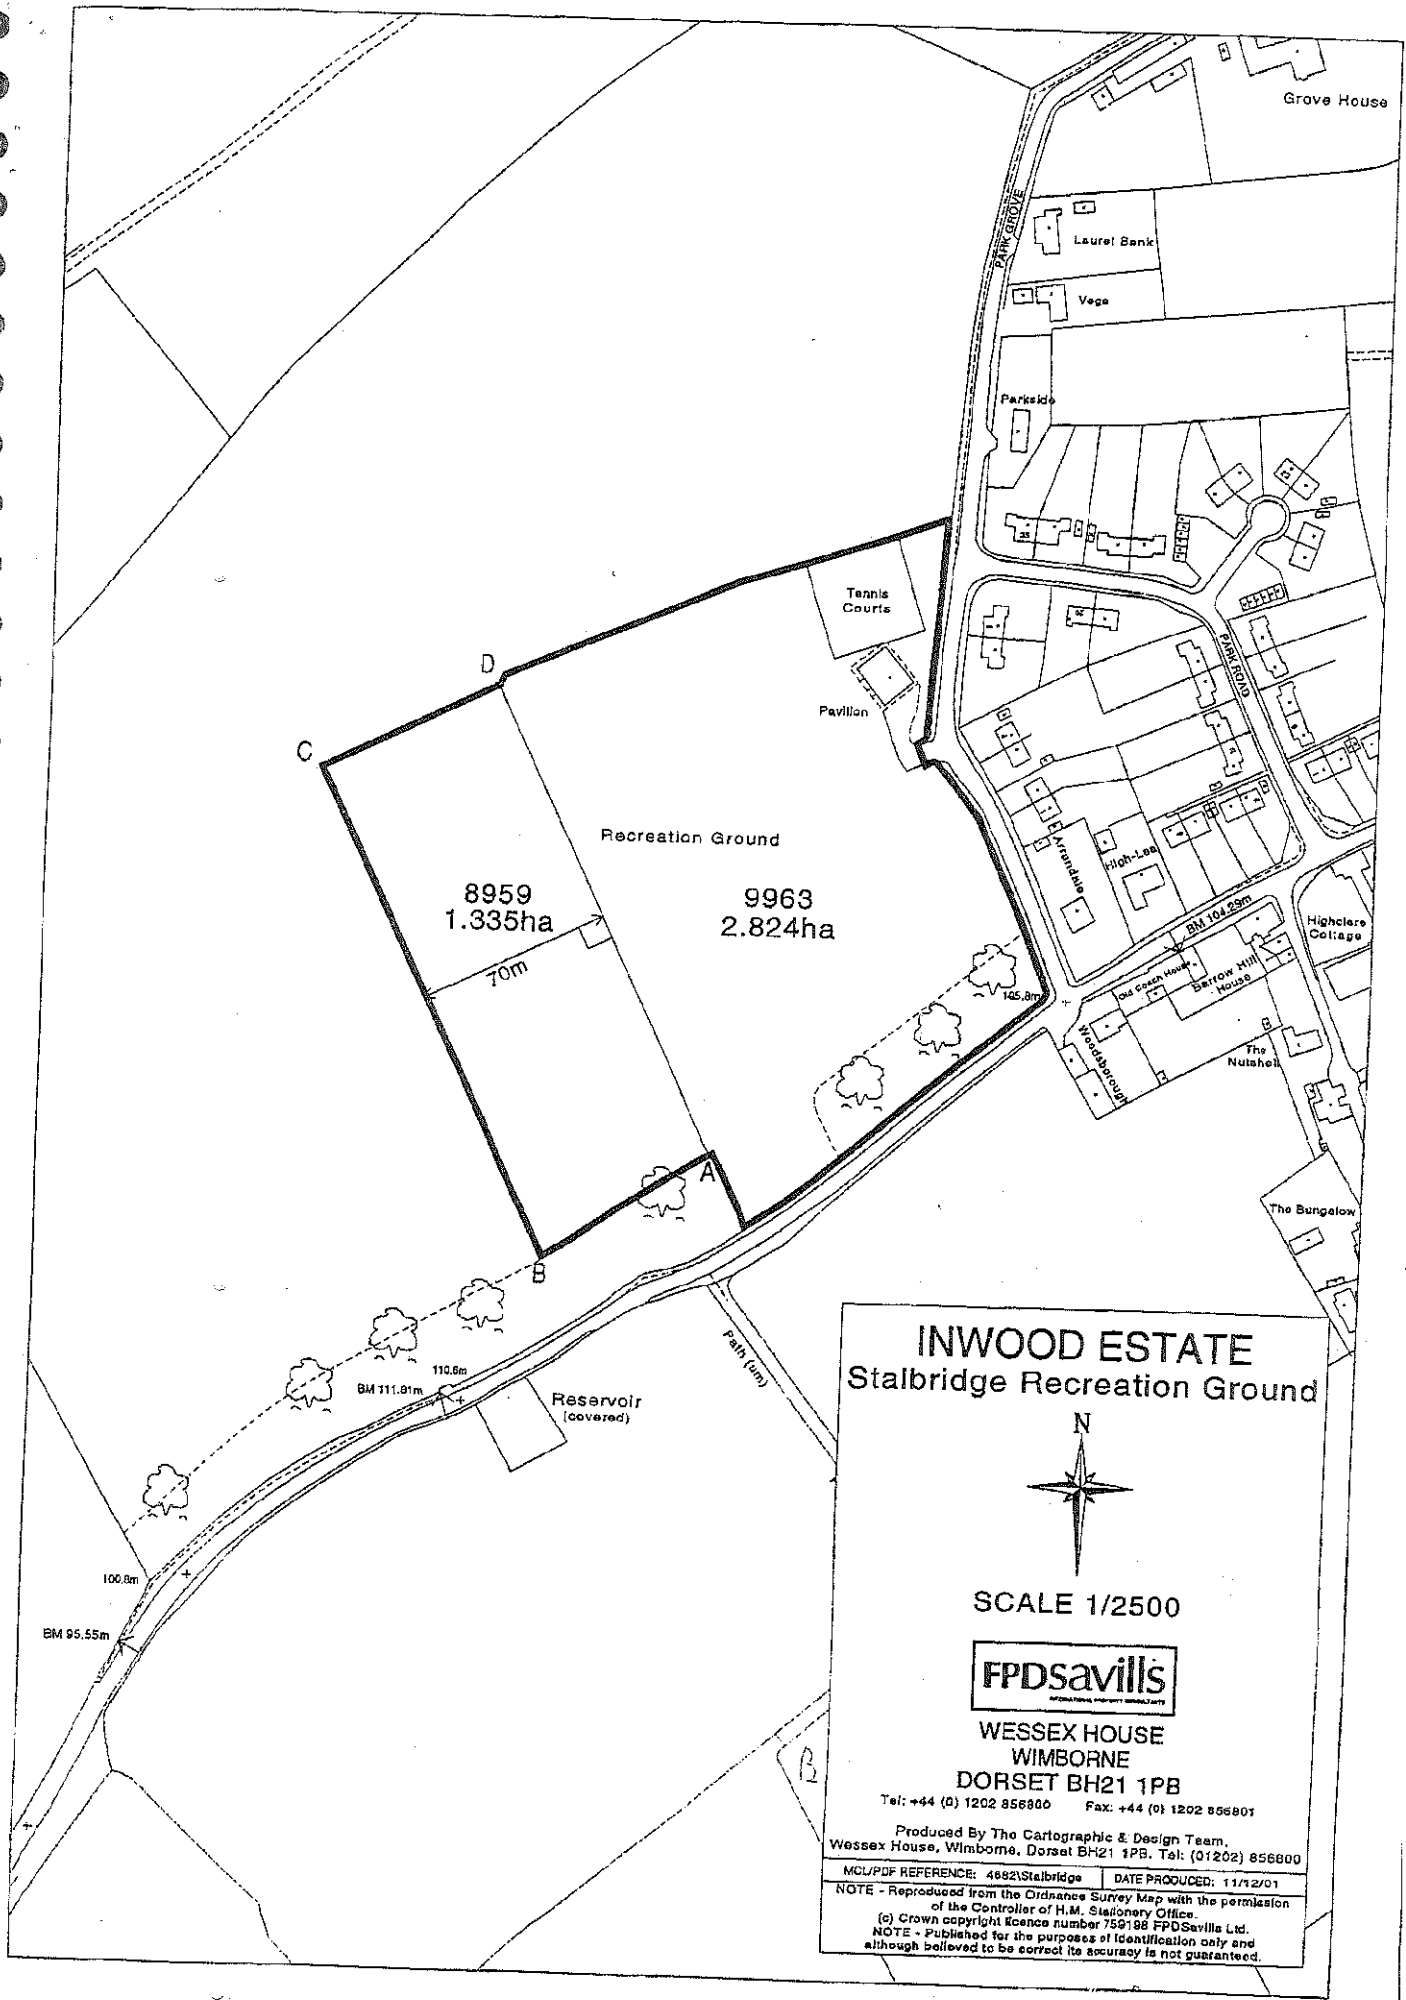 Grove House
PARK GROVE
Laurel Bank
Vega
Parkside
Tennis
Courts
D
PARK ROAD
Pavilion
C
Recreation Ground
8959
1.335ha
9963
2.824ha
70m
Arrundale
High-Lea
BM 104.29m
Highclere
Cottage
Old Coach House
Barrow Hill
House
105.8m
Woodsborough
The
Nutshell
A
The Bungalow
B
Path (um)
110.6m
BM 111.81m
Reservoir
(covered)
100.8m
BM 95.55m
B
INWOOD ESTATE
Stalbridge Recreation Ground
N
SCALE 1/2500
FPDSavills
INTERNATIONAL PROPERTY CONSULTANTS
WESSEX HOUSE
WIMBORNE
DORSET BH21 1PB
Tel: +44 (0) 1202 856800 Fax: +44 (0) 1202 856801
Produced By The Cartographic & Design Team,
Wessex House, Wimborne, Dorset BH21 1PB. Tel: (01202) 856800
MCL/PDF REFERENCE: 4682\Stalbridge DATE PRODUCED: 11/12/01
NOTE - Reproduced from the Ordnance Survey Map with the permission
of the Controller of H.M. Stationery Office.
(c) Crown copyright licence number 759198 FPDSavills Ltd.
NOTE - Published for the purposes of identification only and
although believed to be correct its accuracy is not guaranteed.